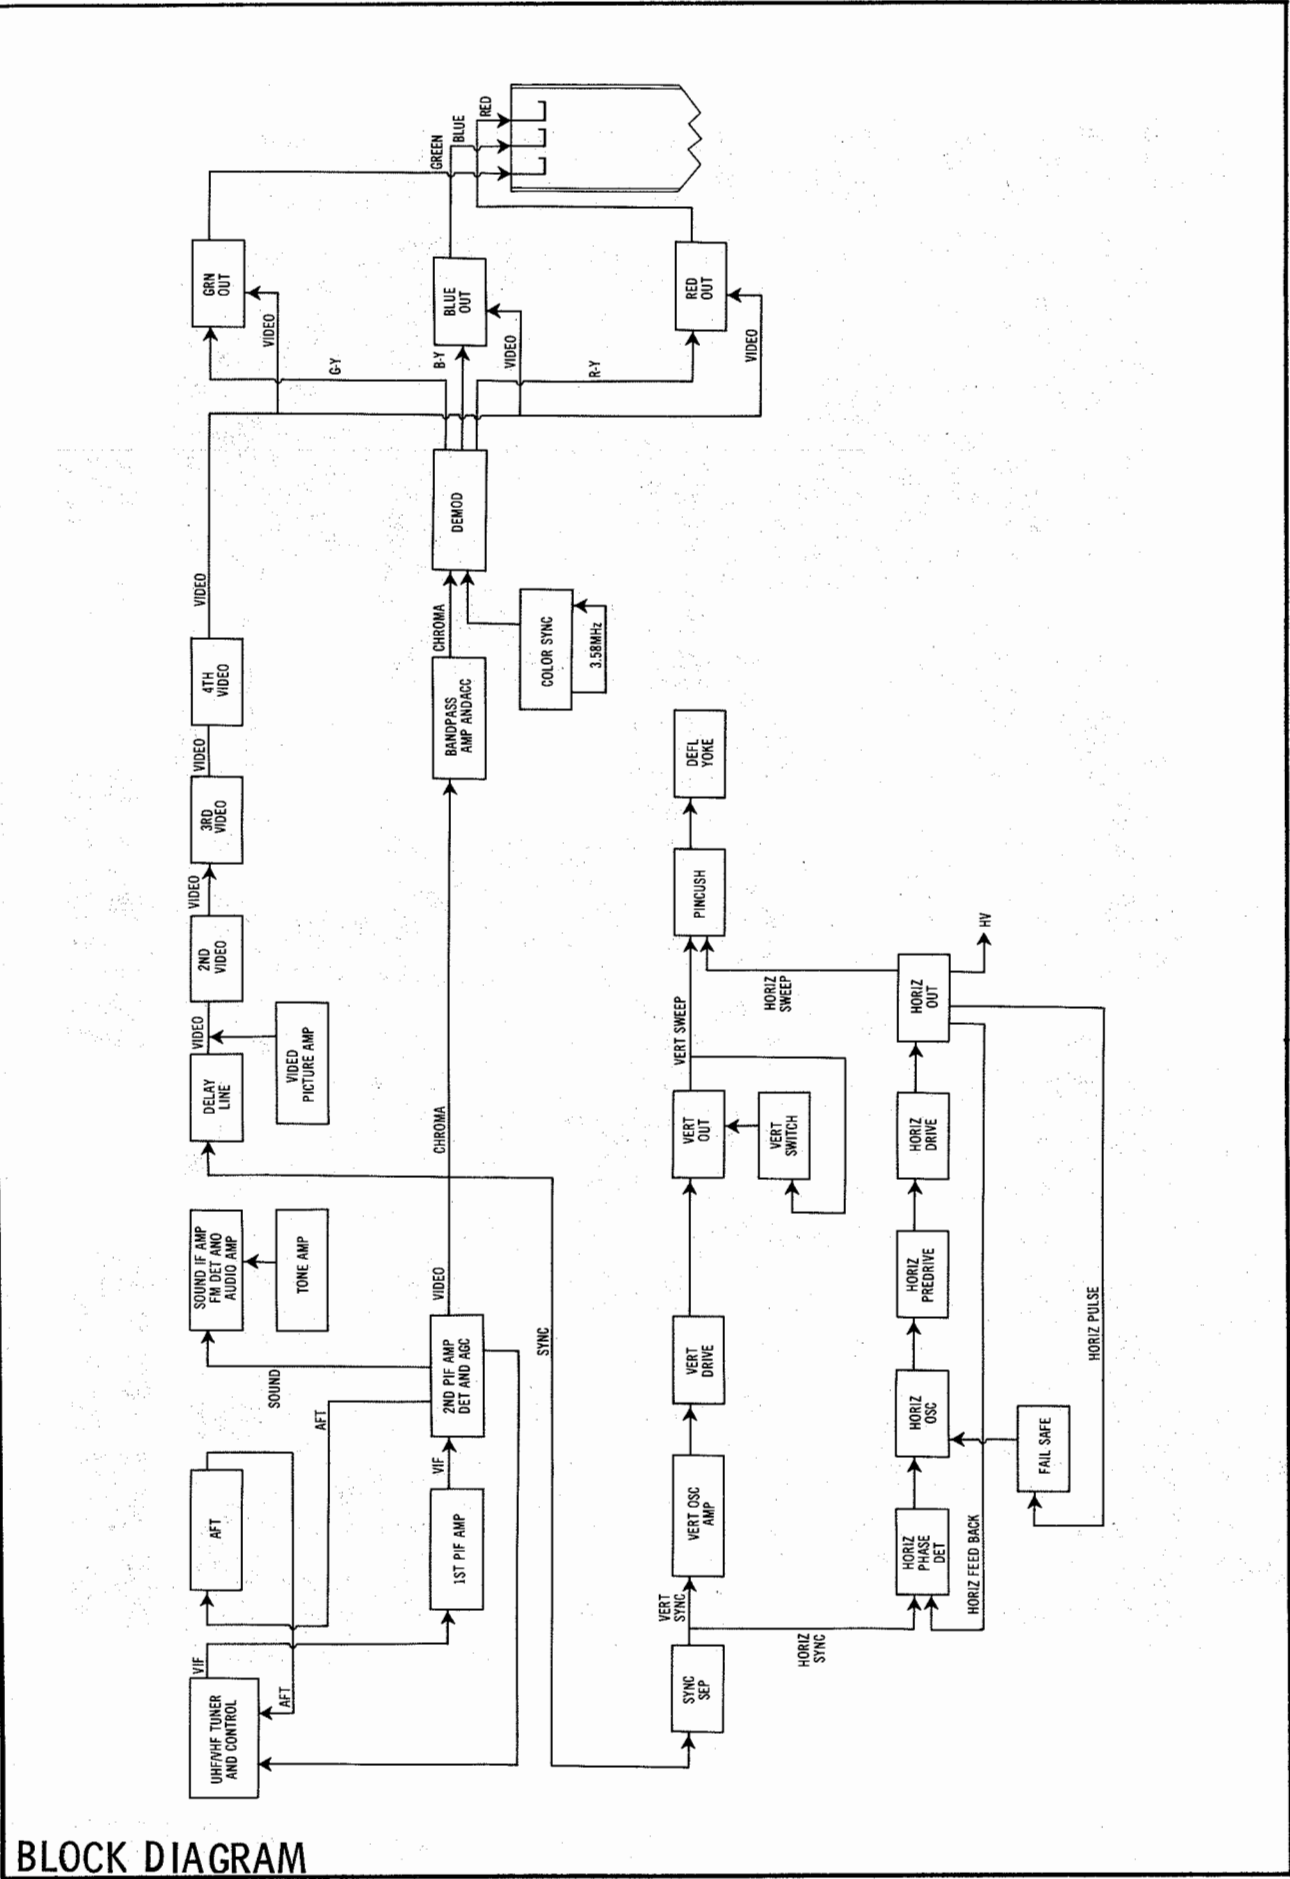 BLOCK DIAGRAM
UHF/VHF TUNER
AND CONTROL
VIF
AFT
AFT
AFT
SOUND
SOUND IF AMP
FM DET ANO
AUDIO AMP
TONE AMP
1ST PIF AMP
VIF
2ND PIF AMP
DET AND AGC
VIDEO
CHROMA
SYNC
DELAY
LINE
VIDEO
VIDEO
PICTURE AMP
2ND
VIDEO
VIDEO
3RD
VIDEO
VIDEO
4TH
VIDEO
VIDEO
BANDPASS
AMP ANDACC
CHROMA
COLOR SYNC
3.58MHz
DEMOD
G-Y
B-Y
R-Y
VIDEO
VIDEO
VIDEO
GRN
OUT
BLUE
OUT
RED
OUT
GREEN
BLUE
RED
SYNC
SEP
VERT
SYNC
HORIZ
SYNC
VERT OSC
AMP
VERT
DRIVE
VERT
OUT
VERT
SWITCH
VERT SWEEP
HORIZ
SWEEP
PINCUSH
DEFL
YOKE
HORIZ
PHASE
DET
HORIZ FEED BACK
HORIZ
OSC
FAIL SAFE
HORIZ
PREDRIVE
HORIZ
DRIVE
HORIZ
OUT
HV
HORIZ PULSE